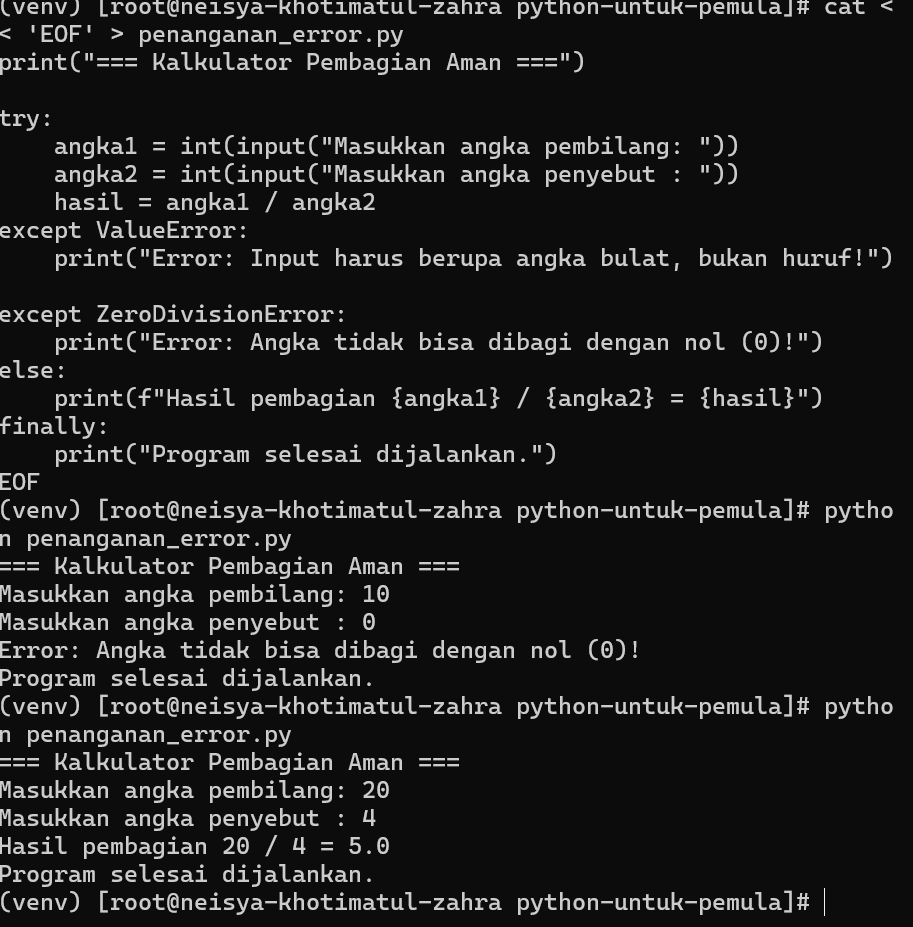 (venv) [root@neisya-khotimatul-zahra python-untuk-pemula]# cat <
< 'EOF' > penanganan_error.py
print("=== Kalkulator Pembagian Aman ===")
try:
    angka1 = int(input("Masukkan angka pembilang: "))
    angka2 = int(input("Masukkan angka penyebut : "))
    hasil = angka1 / angka2
except ValueError:
    print("Error: Input harus berupa angka bulat, bukan huruf!")
except ZeroDivisionError:
    print("Error: Angka tidak bisa dibagi dengan nol (0)!")
else:
    print(f"Hasil pembagian {angka1} / {angka2} = {hasil}")
finally:
    print("Program selesai dijalankan.")
EOF
(venv) [root@neisya-khotimatul-zahra python-untuk-pemula]# pytho
n penanganan_error.py
=== Kalkulator Pembagian Aman ===
Masukkan angka pembilang: 10
Masukkan angka penyebut : 0
Error: Angka tidak bisa dibagi dengan nol (0)!
Program selesai dijalankan.
(venv) [root@neisya-khotimatul-zahra python-untuk-pemula]# pytho
n penanganan_error.py
=== Kalkulator Pembagian Aman ===
Masukkan angka pembilang: 20
Masukkan angka penyebut : 4
Hasil pembagian 20 / 4 = 5.0
Program selesai dijalankan.
(venv) [root@neisya-khotimatul-zahra python-untuk-pemula]#